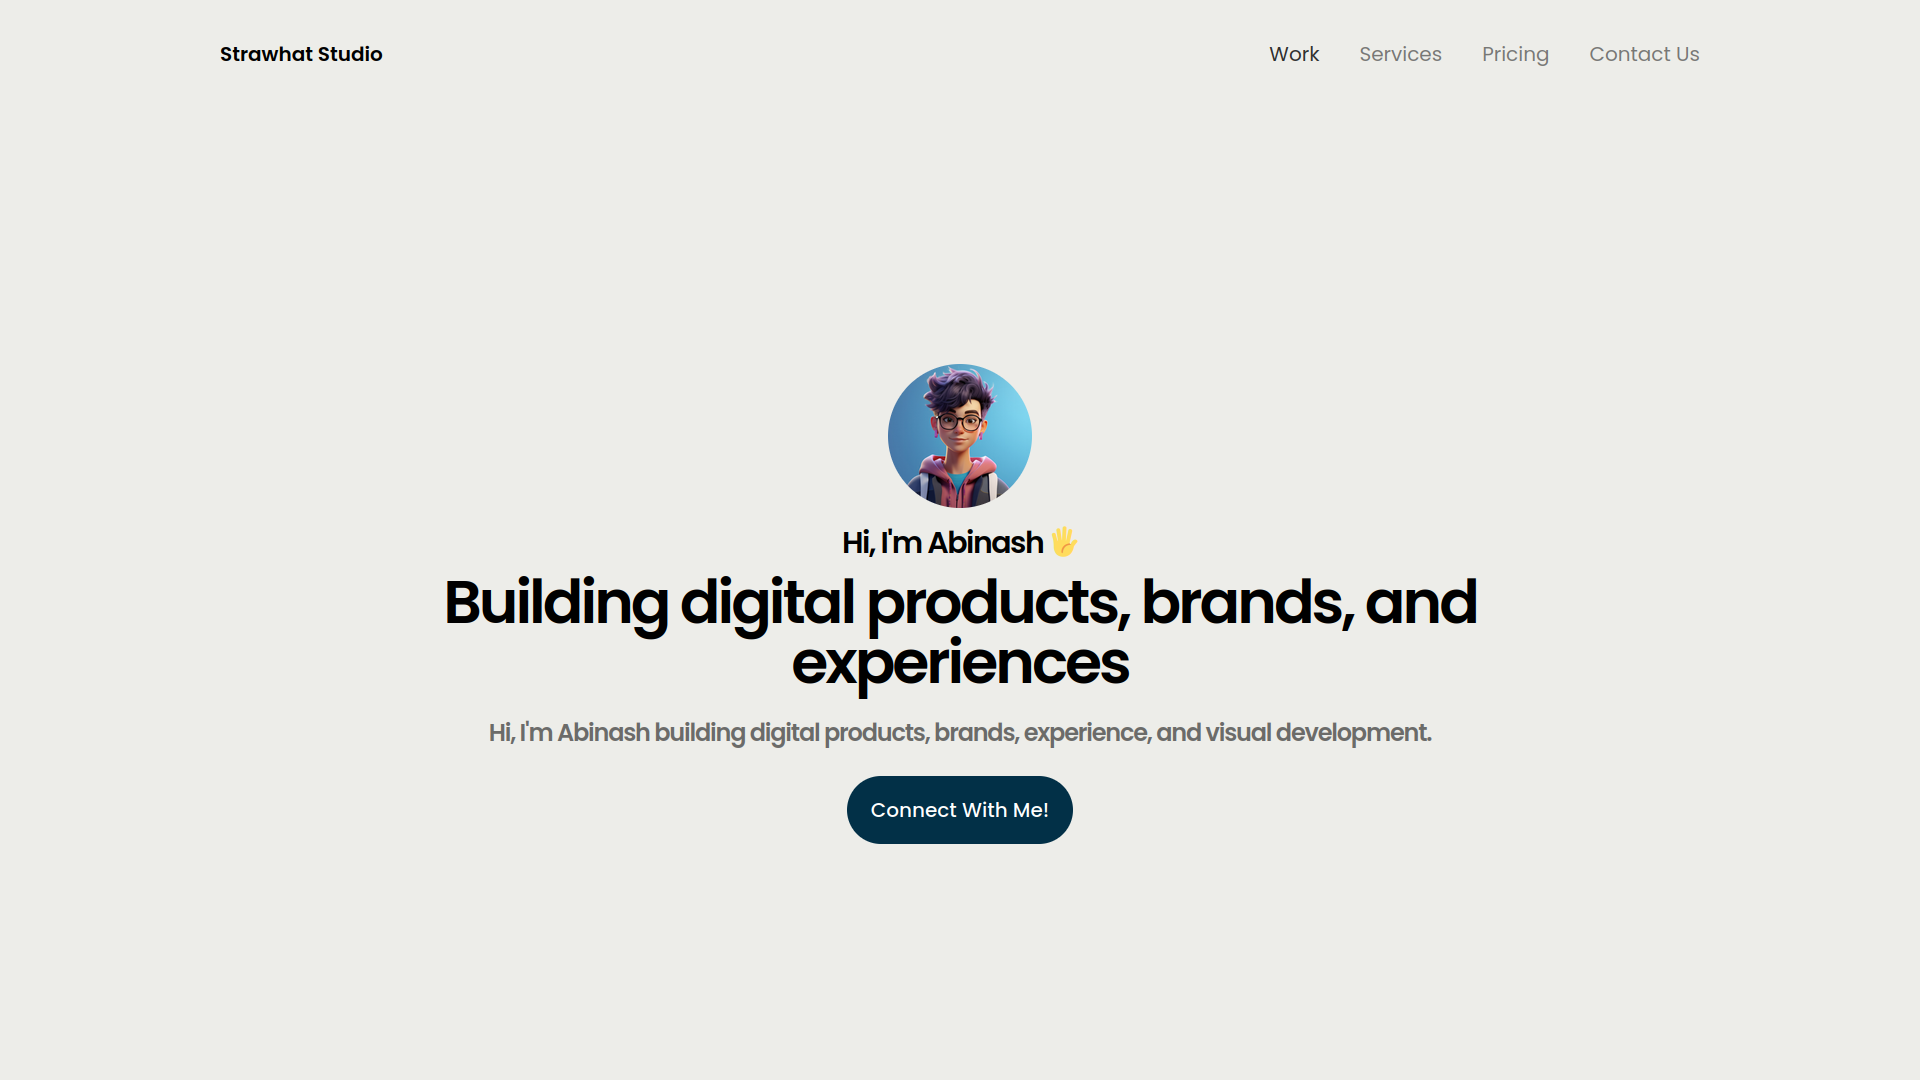 Strawhat Studio
Work
Services
Pricing
Contact Us
Hi, I'm Abinash 🖐
Building digital products, brands, and
experiences
Hi, I'm Abinash building digital products, brands, experience, and visual development.
Connect With Me!